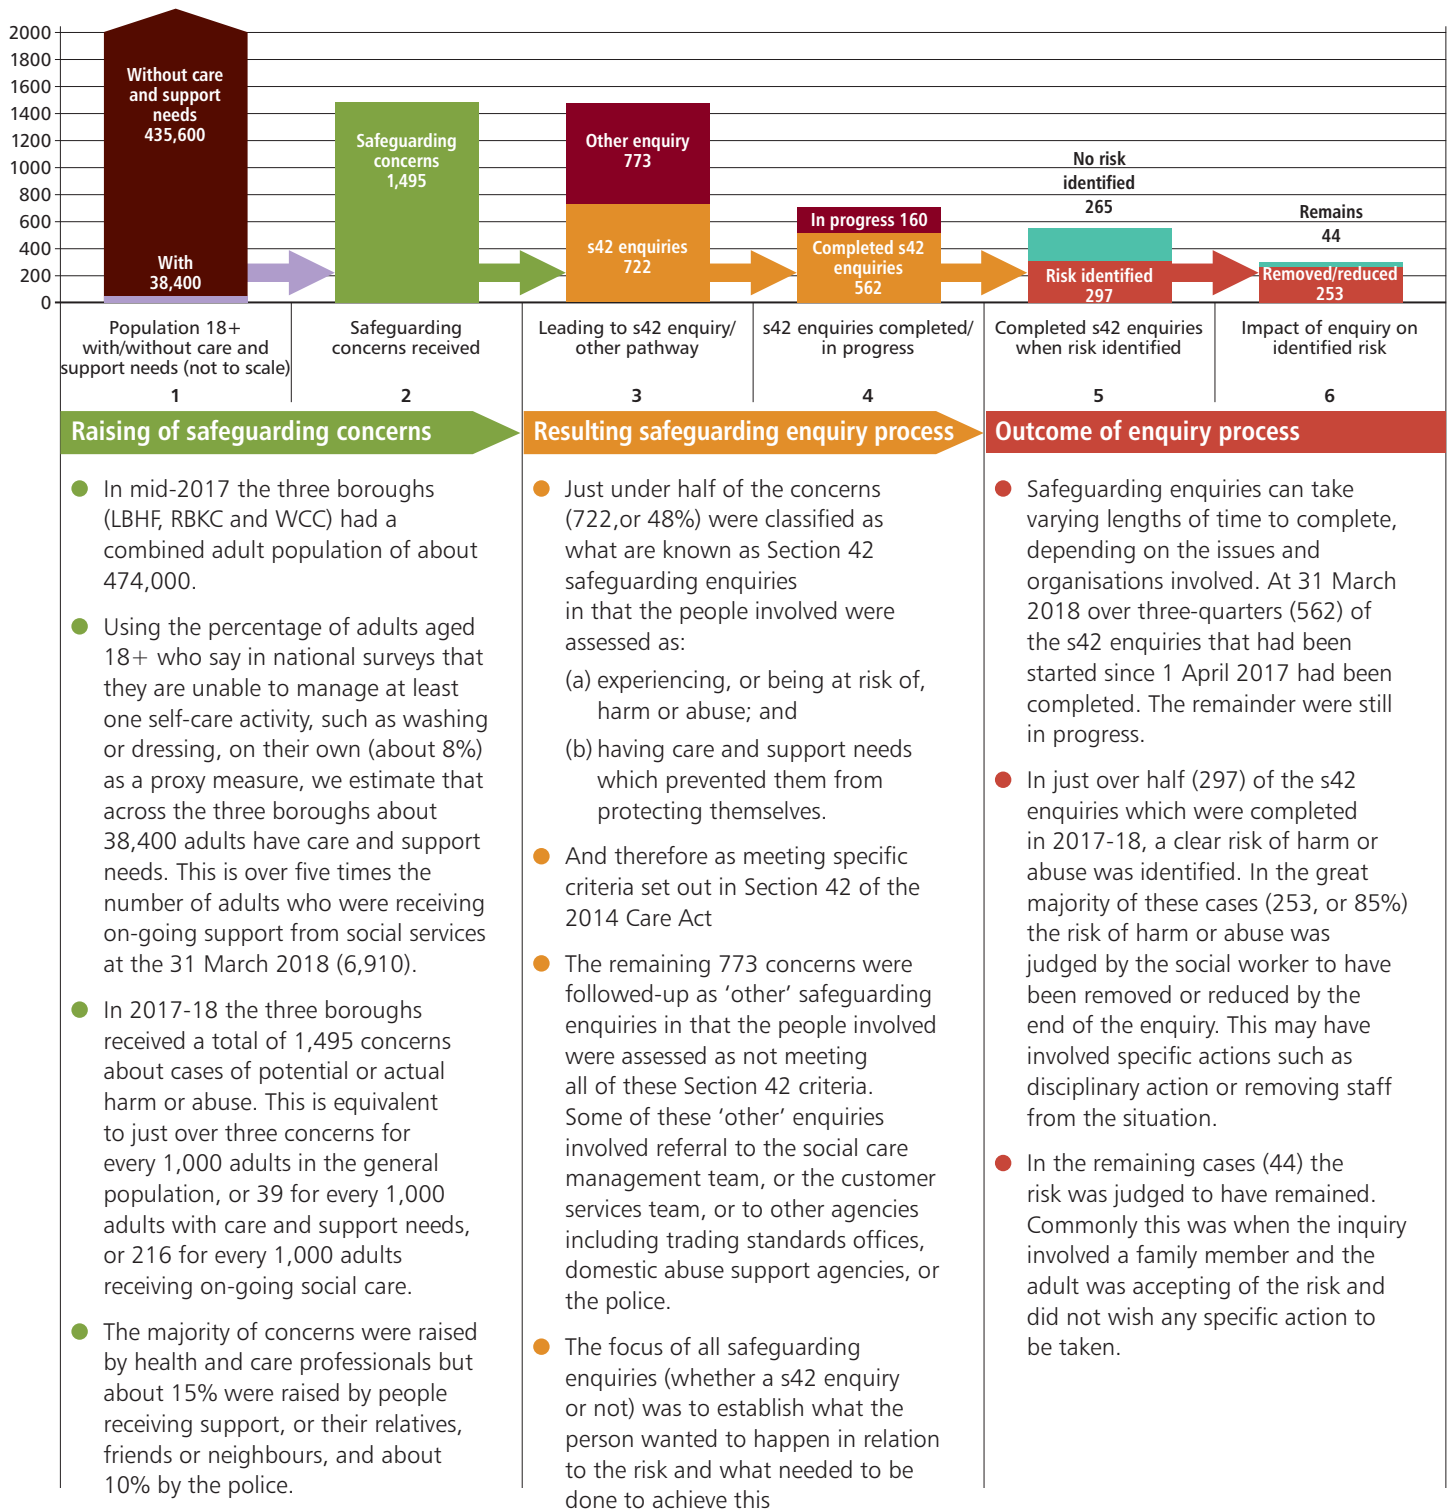 2000
1800
1600
1400
1200
1000
800
600
400
200
0
Without care
and support
needs
435,600
With
38,400
Safeguarding
concerns
1,495
Other enquiry
773
s42 enquiries
722
In progress 160
Completed s42
enquiries
562
No risk
identified
265
Risk identified
297
Remains
44
Removed/reduced
253
Population 18+
with/without care and
support needs (not to scale)
1
Safeguarding
concerns received
2
Leading to s42 enquiry/
other pathway
3
s42 enquiries completed/
in progress
4
Completed s42 enquiries
when risk identified
5
Impact of enquiry on
identified risk
6
Raising of safeguarding concerns
In mid-2017 the three boroughs
(LBHF, RBKC and WCC) had a
combined adult population of about
474,000.
Using the percentage of adults aged
18+ who say in national surveys that
they are unable to manage at least
one self-care activity, such as washing
or dressing, on their own (about 8%)
as a proxy measure, we estimate that
across the three boroughs about
38,400 adults have care and support
needs. This is over five times the
number of adults who were receiving
on-going support from social services
at the 31 March 2018 (6,910).
In 2017-18 the three boroughs
received a total of 1,495 concerns
about cases of potential or actual
harm or abuse. This is equivalent
to just over three concerns for
every 1,000 adults in the general
population, or 39 for every 1,000
adults with care and support needs,
or 216 for every 1,000 adults
receiving on-going social care.
The majority of concerns were raised
by health and care professionals but
about 15% were raised by people
receiving support, or their relatives,
friends or neighbours, and about
10% by the police.
Resulting safeguarding enquiry process
Just under half of the concerns
(722,or 48%) were classified as
what are known as Section 42
safeguarding enquiries
in that the people involved were
assessed as:
(a) experiencing, or being at risk of,
harm or abuse; and
(b) having care and support needs
which prevented them from
protecting themselves.
And therefore as meeting specific
criteria set out in Section 42 of the
2014 Care Act
The remaining 773 concerns were
followed-up as ‘other’ safeguarding
enquiries in that the people involved
were assessed as not meeting
all of these Section 42 criteria.
Some of these ‘other’ enquiries
involved referral to the social care
management team, or the customer
services team, or to other agencies
including trading standards offices,
domestic abuse support agencies, or
the police.
The focus of all safeguarding
enquiries (whether a s42 enquiry
or not) was to establish what the
person wanted to happen in relation
to the risk and what needed to be
done to achieve this
Outcome of enquiry process
Safeguarding enquiries can take
varying lengths of time to complete,
depending on the issues and
organisations involved. At 31 March
2018 over three-quarters (562) of
the s42 enquiries that had been
started since 1 April 2017 had been
completed. The remainder were still
in progress.
In just over half (297) of the s42
enquiries which were completed
in 2017-18, a clear risk of harm or
abuse was identified. In the great
majority of these cases (253, or 85%)
the risk of harm or abuse was
judged by the social worker to have
been removed or reduced by the
end of the enquiry. This may have
involved specific actions such as
disciplinary action or removing staff
from the situation.
In the remaining cases (44) the
risk was judged to have remained.
Commonly this was when the inquiry
involved a family member and the
adult was accepting of the risk and
did not wish any specific action to
be taken.